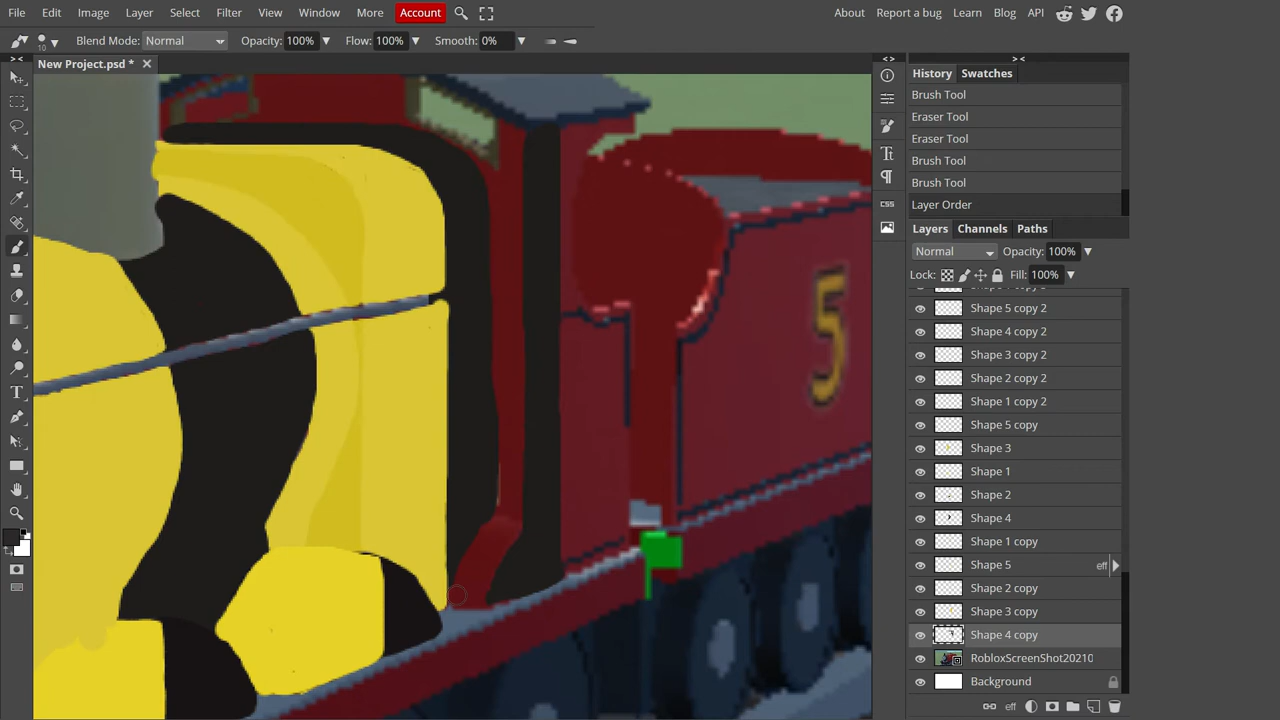 File Edit Image Layer Select Filter View Window More Account About Report a bug Learn Blog API
10 Blend Mode: Normal Opacity: 100% Flow: 100% Smooth: 0%
New Project.psd *
History Swatches
Brush Tool
Eraser Tool
Eraser Tool
Brush Tool
Brush Tool
Layer Order
Layers Channels Paths
Normal Opacity: 100%
Lock: Fill: 100%
Shape 5 copy 2
Shape 4 copy 2
Shape 3 copy 2
Shape 2 copy 2
Shape 1 copy 2
Shape 5 copy
Shape 3
Shape 1
Shape 2
Shape 4
Shape 1 copy
Shape 5 eff
Shape 2 copy
Shape 3 copy
Shape 4 copy
RobloxScreenShot20210
Background
eff
CSS
5